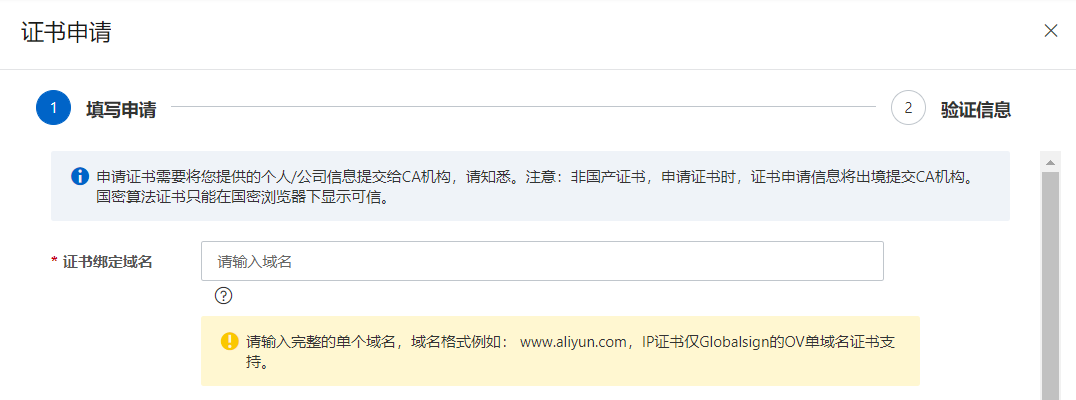 证书申请
1 填写申请 2 验证信息
申请证书需要将您提供的个人/公司信息提交给CA机构，请知悉。注意：非国产证书，申请证书时，证书申请信息将出境提交CA机构。
国密算法证书只能在国密浏览器下显示可信。
* 证书绑定域名 请输入域名
请输入完整的单个域名，域名格式例如： www.aliyun.com，IP证书仅Globalsign的OV单域名证书支
持。